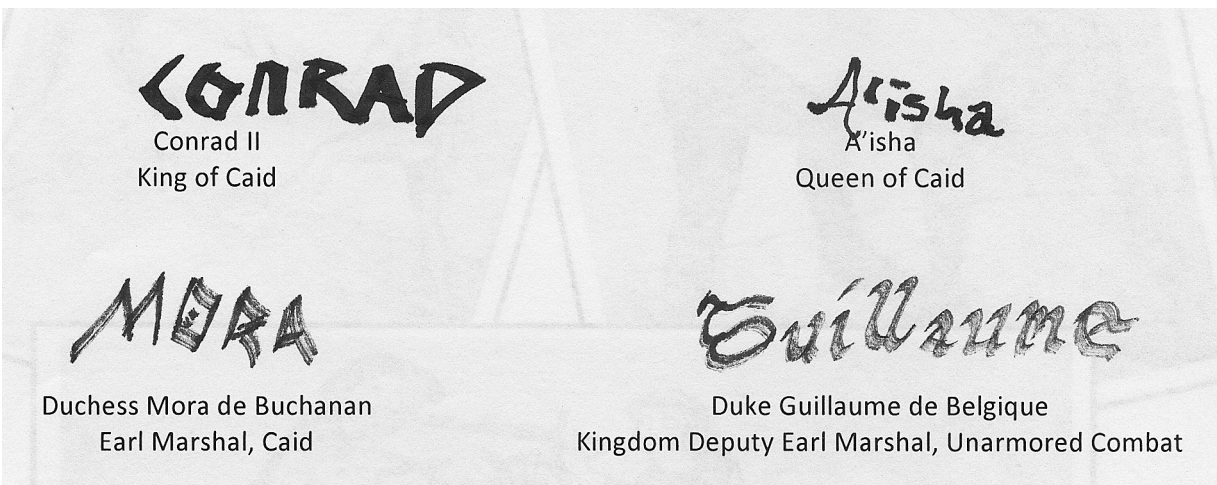 CONRAD
Conrad II
King of Caid
A'isha
A'isha
Queen of Caid
MORA
Duchess Mora de Buchanan
Earl Marshal, Caid
Guillaume
Duke Guillaume de Belgique
Kingdom Deputy Earl Marshal, Unarmored Combat